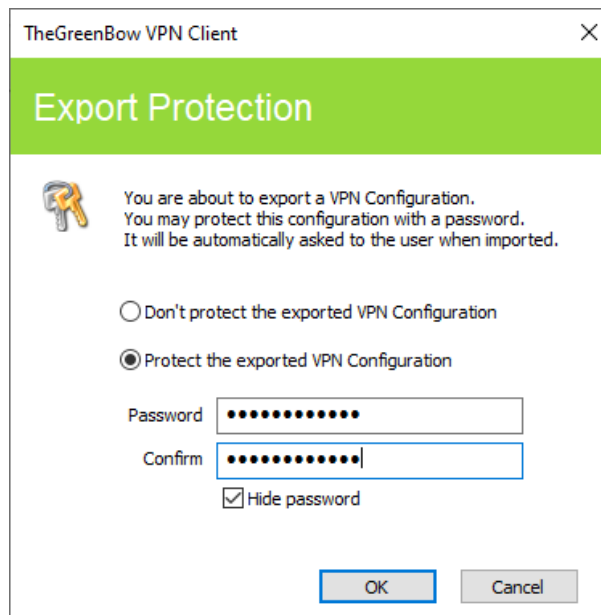 TheGreenBow VPN Client
Export Protection
You are about to export a VPN Configuration.
You may protect this configuration with a password.
It will be automatically asked to the user when imported.
Don't protect the exported VPN Configuration
Protect the exported VPN Configuration
Password ●●●●●●●●●●●●
Confirm ●●●●●●●●●●●●
Hide password
OK Cancel